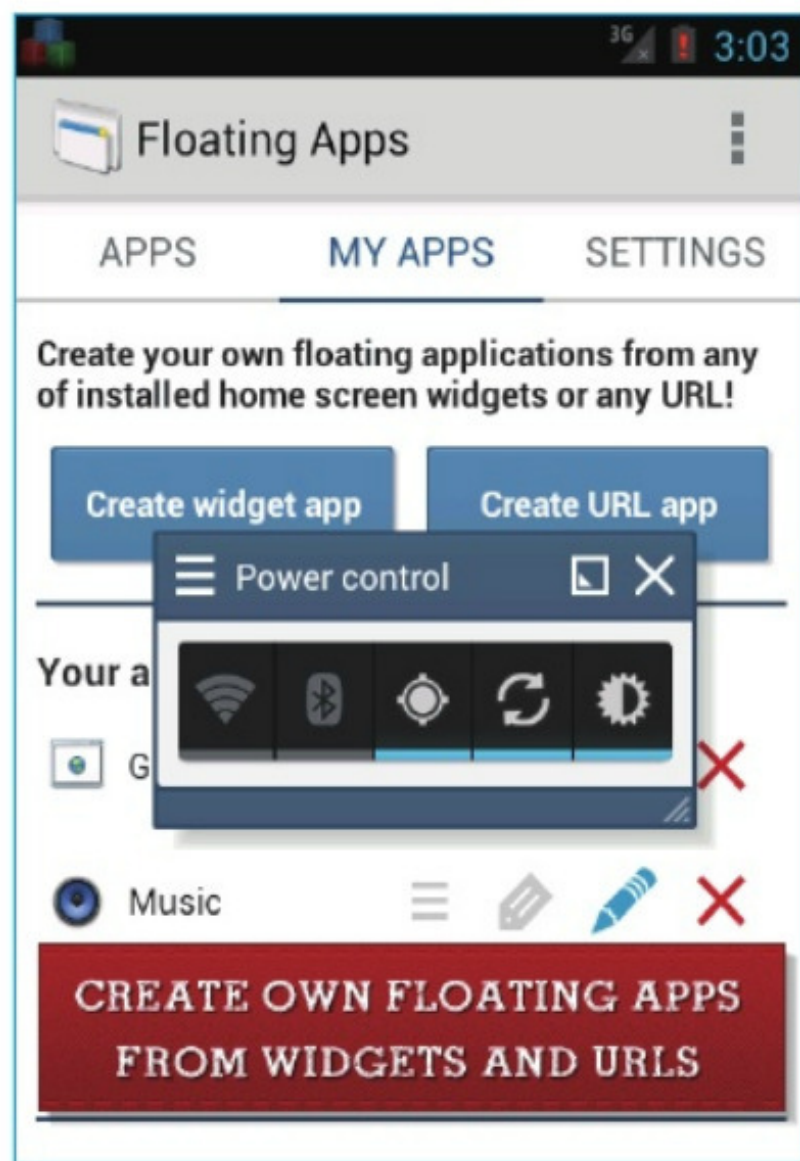 3G
3:03
Floating Apps
APPS MY APPS SETTINGS
Create your own floating applications from any
of installed home screen widgets or any URL!
Create widget app Create URL app
Power control
Your a
G
Music
CREATE OWN FLOATING APPS
FROM WIDGETS AND URLS